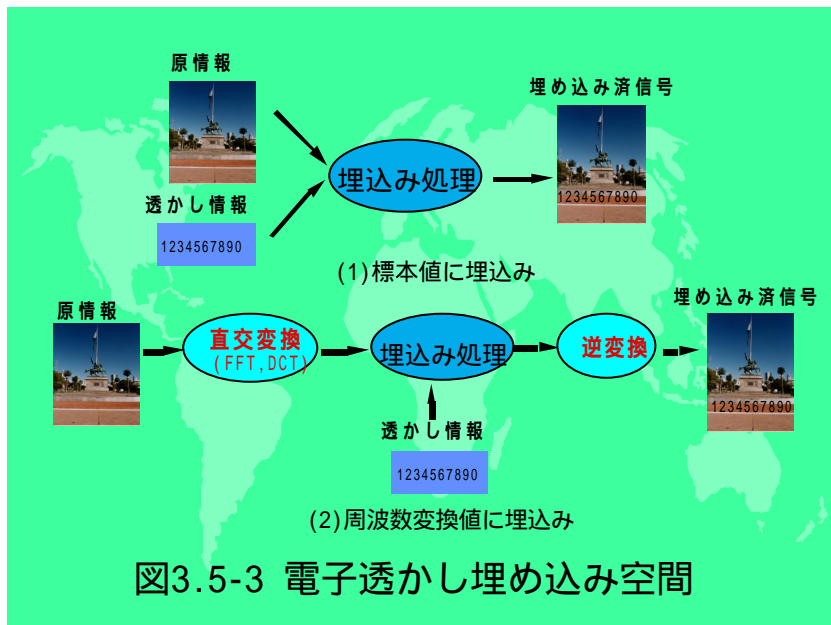 原情報
埋め込み済信号
埋込み処理
透かし情報
1234567890
1234567890
(1)標本値に埋込み
原情報
埋め込み済信号
直交変換
(FFT,DCT)
埋込み処理
逆変換
1234567890
透かし情報
1234567890
(2)周波数変換値に埋込み
図3.5-3 電子透かし埋め込み空間